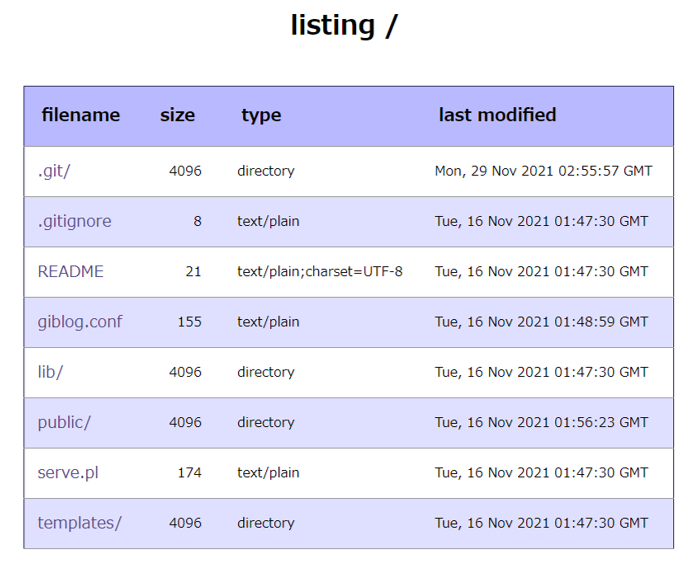 listing /
filename size type last modified
.git/ 4096 directory Mon, 29 Nov 2021 02:55:57 GMT
.gitignore 8 text/plain Tue, 16 Nov 2021 01:47:30 GMT
README 21 text/plain;charset=UTF-8 Tue, 16 Nov 2021 01:47:30 GMT
giblog.conf 155 text/plain Tue, 16 Nov 2021 01:48:59 GMT
lib/ 4096 directory Tue, 16 Nov 2021 01:47:30 GMT
public/ 4096 directory Tue, 16 Nov 2021 01:56:23 GMT
serve.pl 174 text/plain Tue, 16 Nov 2021 01:47:30 GMT
templates/ 4096 directory Tue, 16 Nov 2021 01:47:30 GMT